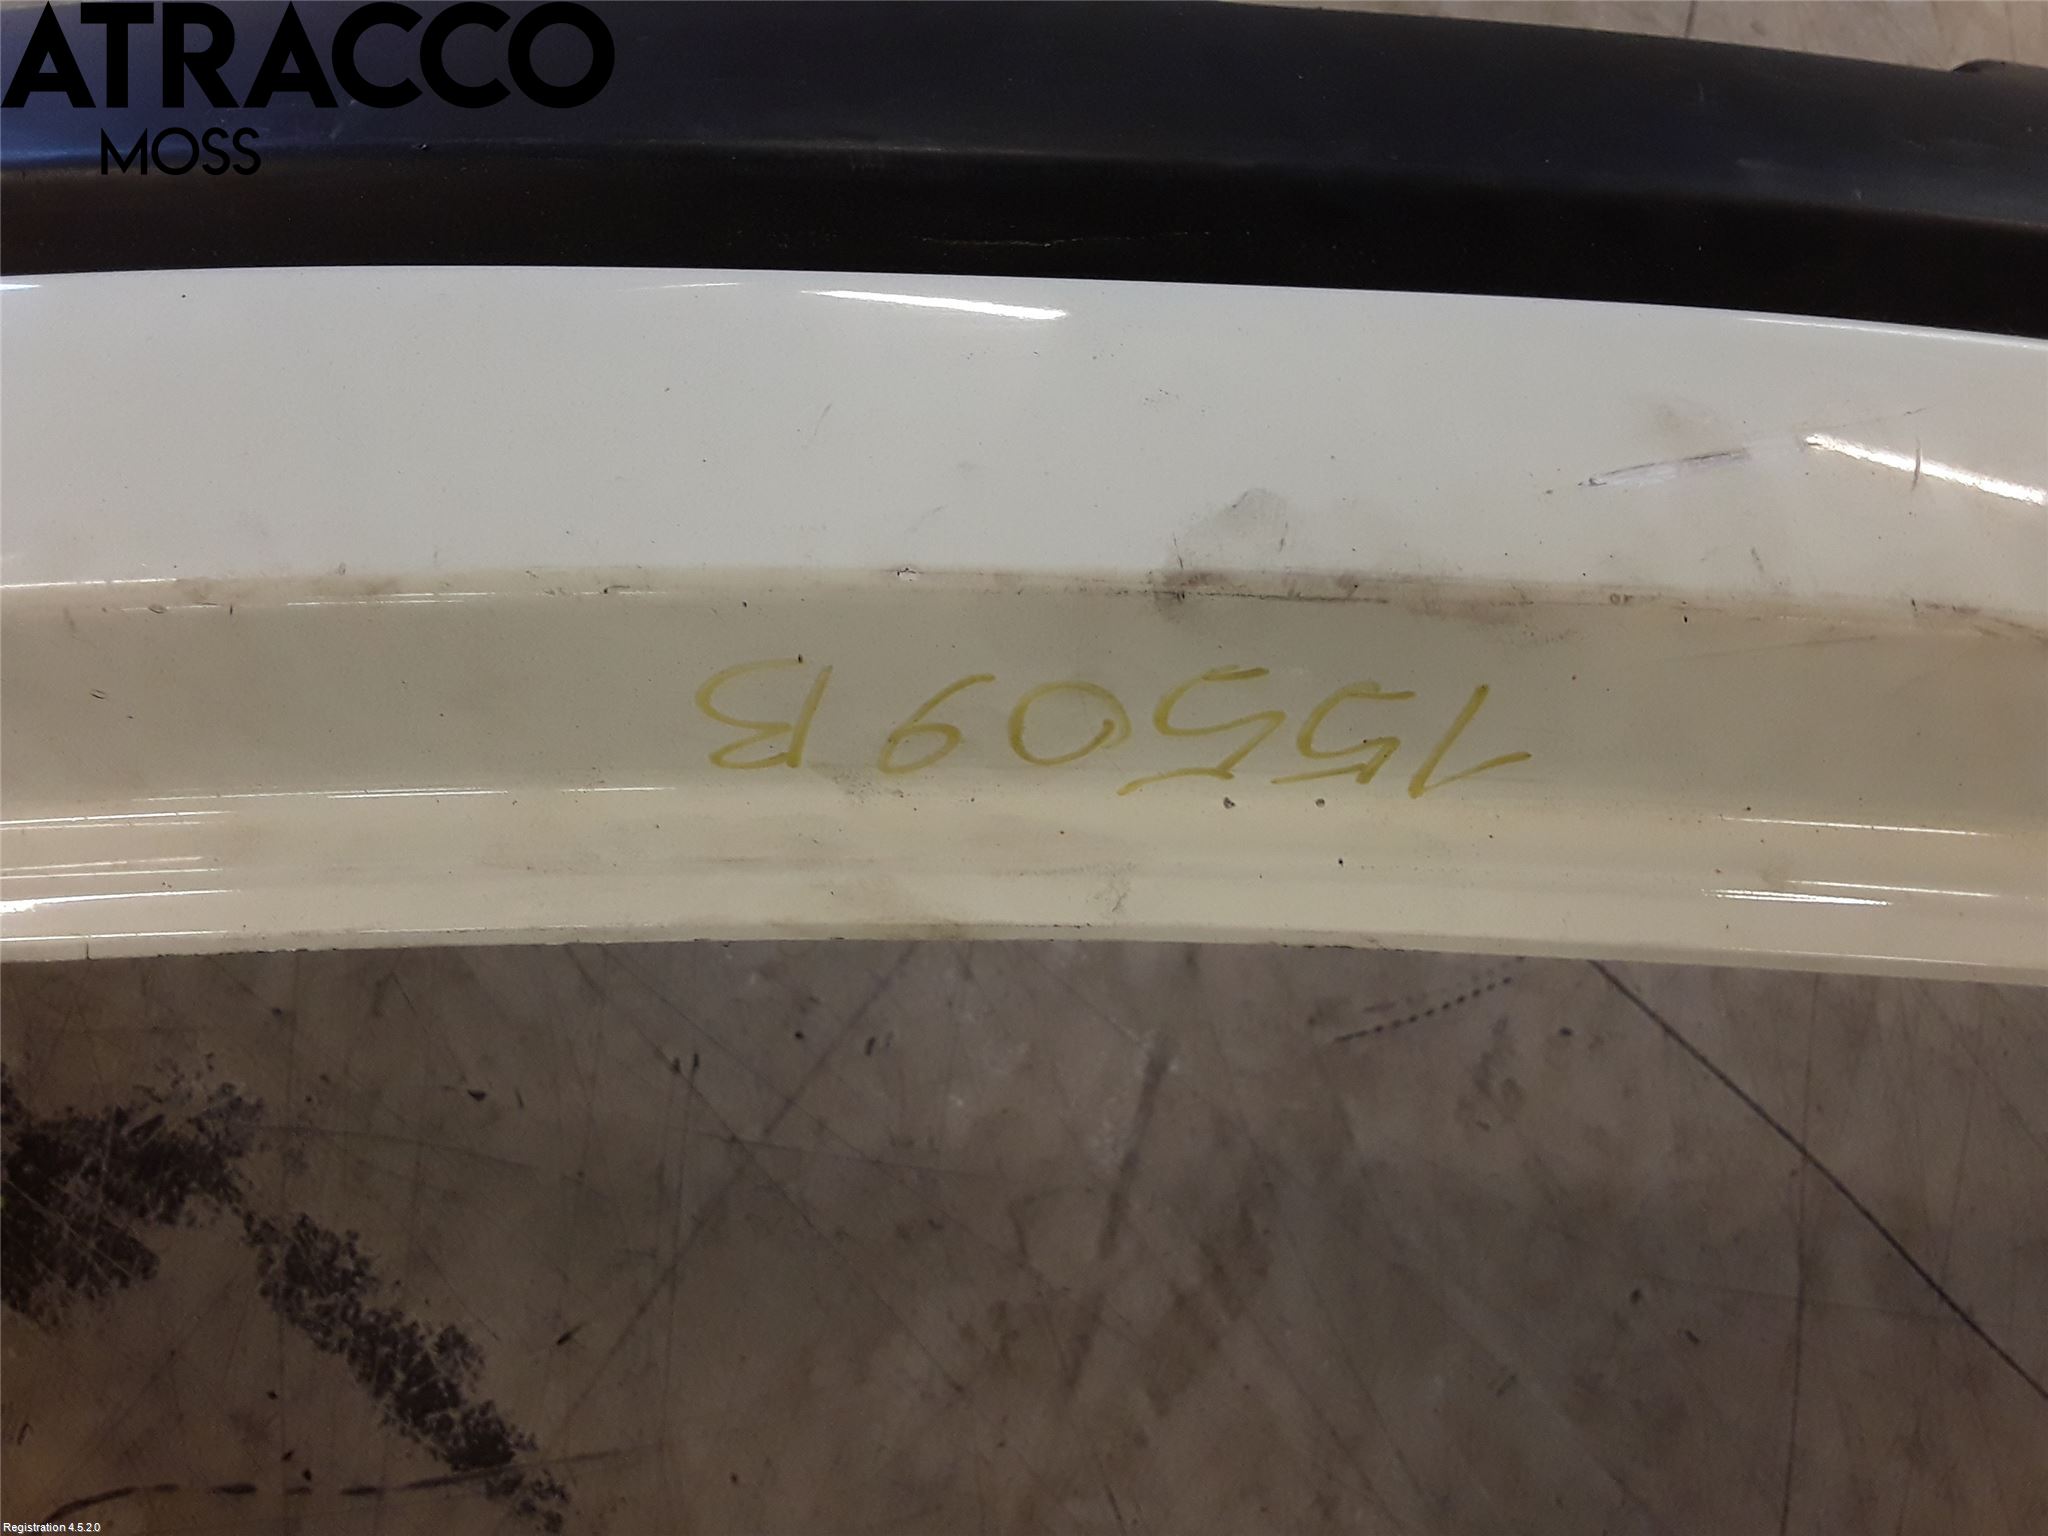 ATRACCO
MOSS
15509B
Registration 4.5.2.0